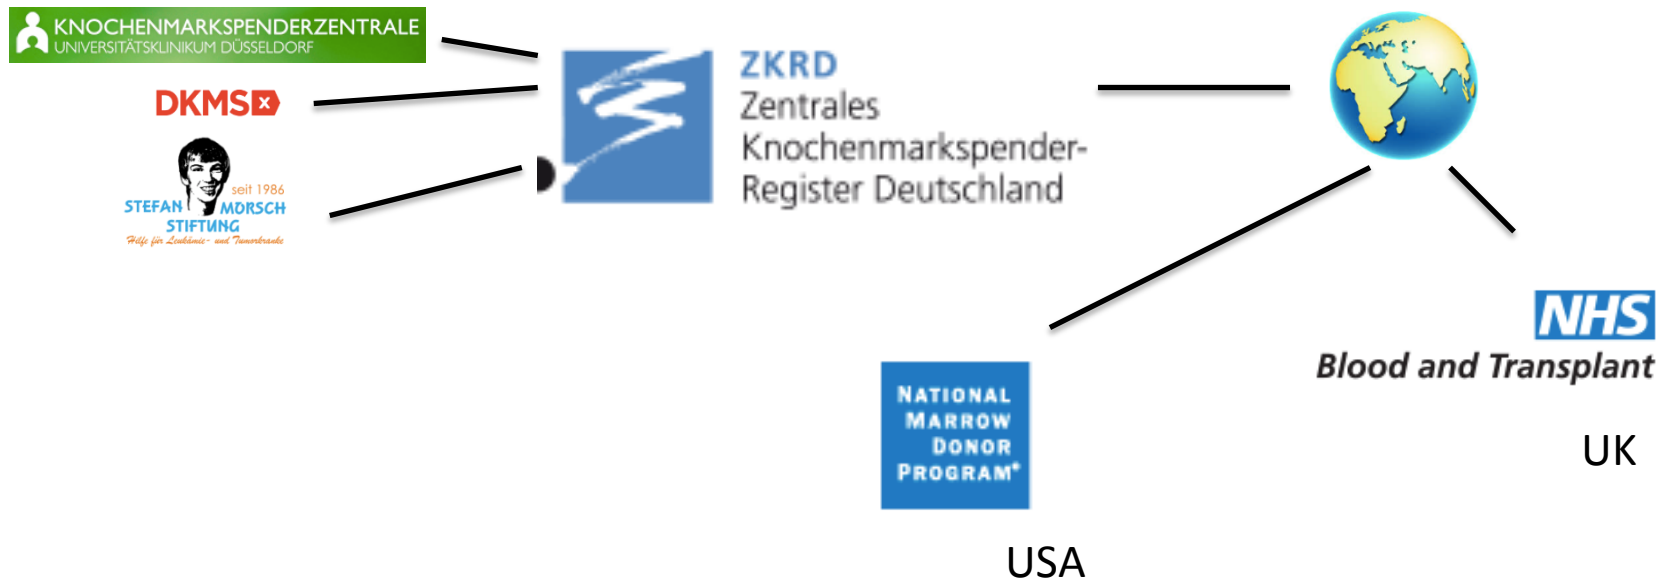 KNOCHENMARKSPENDERZENTRALE
UNIVERSITÄTSKLINIKUM DÜSSELDORF
DKMS
x
seit 1986
STEFAN MORSCH
STIFTUNG
Hilfe für Leukämie- und Tumorkranke
ZKRD
Zentrales
Knochenmarkspender-
Register Deutschland
NHS
Blood and Transplant
UK
NATIONAL
MARROW
DONOR
PROGRAM®
USA